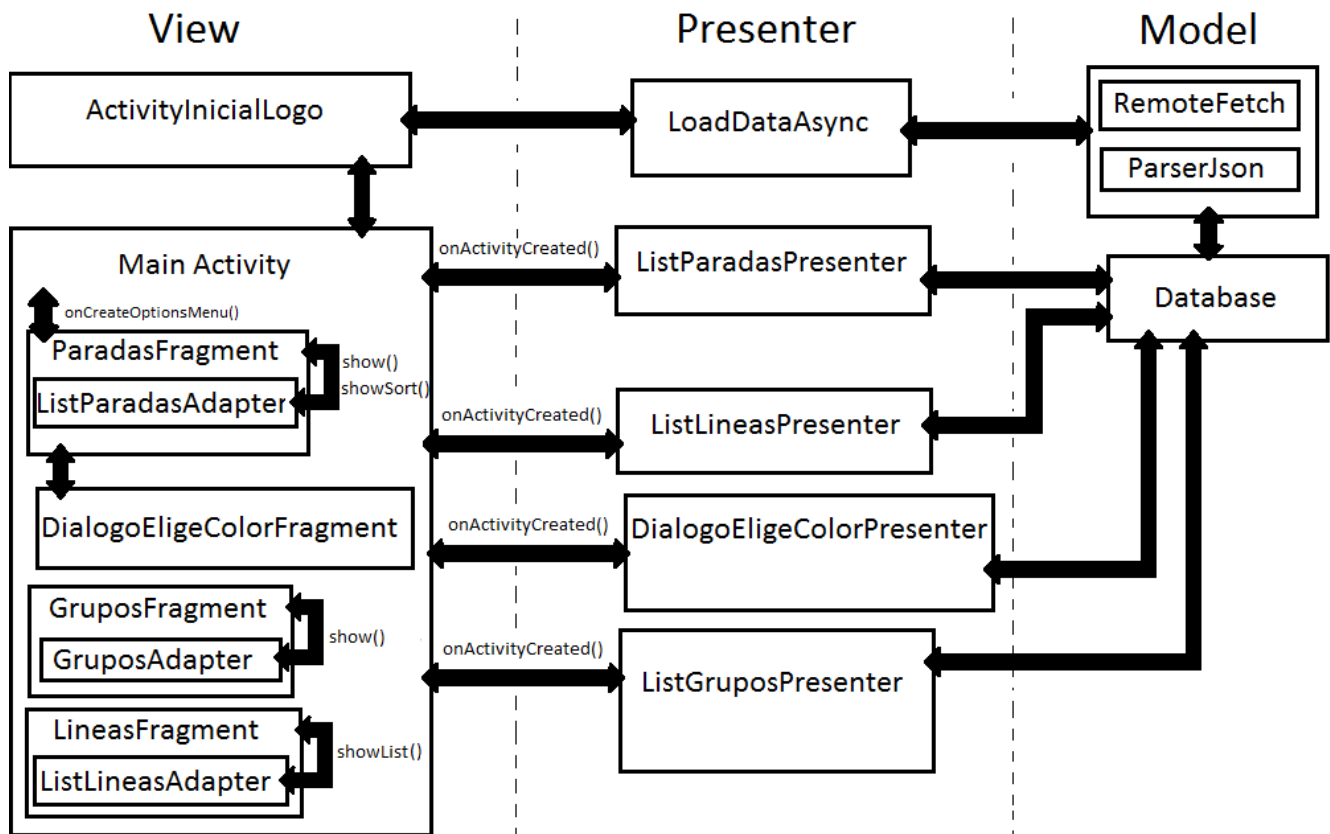 View
Presenter
Model
ActivityInicialLogo
LoadDataAsync
RemoteFetch
ParserJson
Main Activity
onActivityCreated()
ListParadasPresenter
Database
onCreateOptionsMenu()
ParadasFragment
show()
showSort()
ListParadasAdapter
onActivityCreated()
ListLineasPresenter
DialogoEligeColorFragment
onActivityCreated()
DialogoEligeColorPresenter
GruposFragment
show()
GruposAdapter
onActivityCreated()
ListGruposPresenter
LineasFragment
showList()
ListLineasAdapter